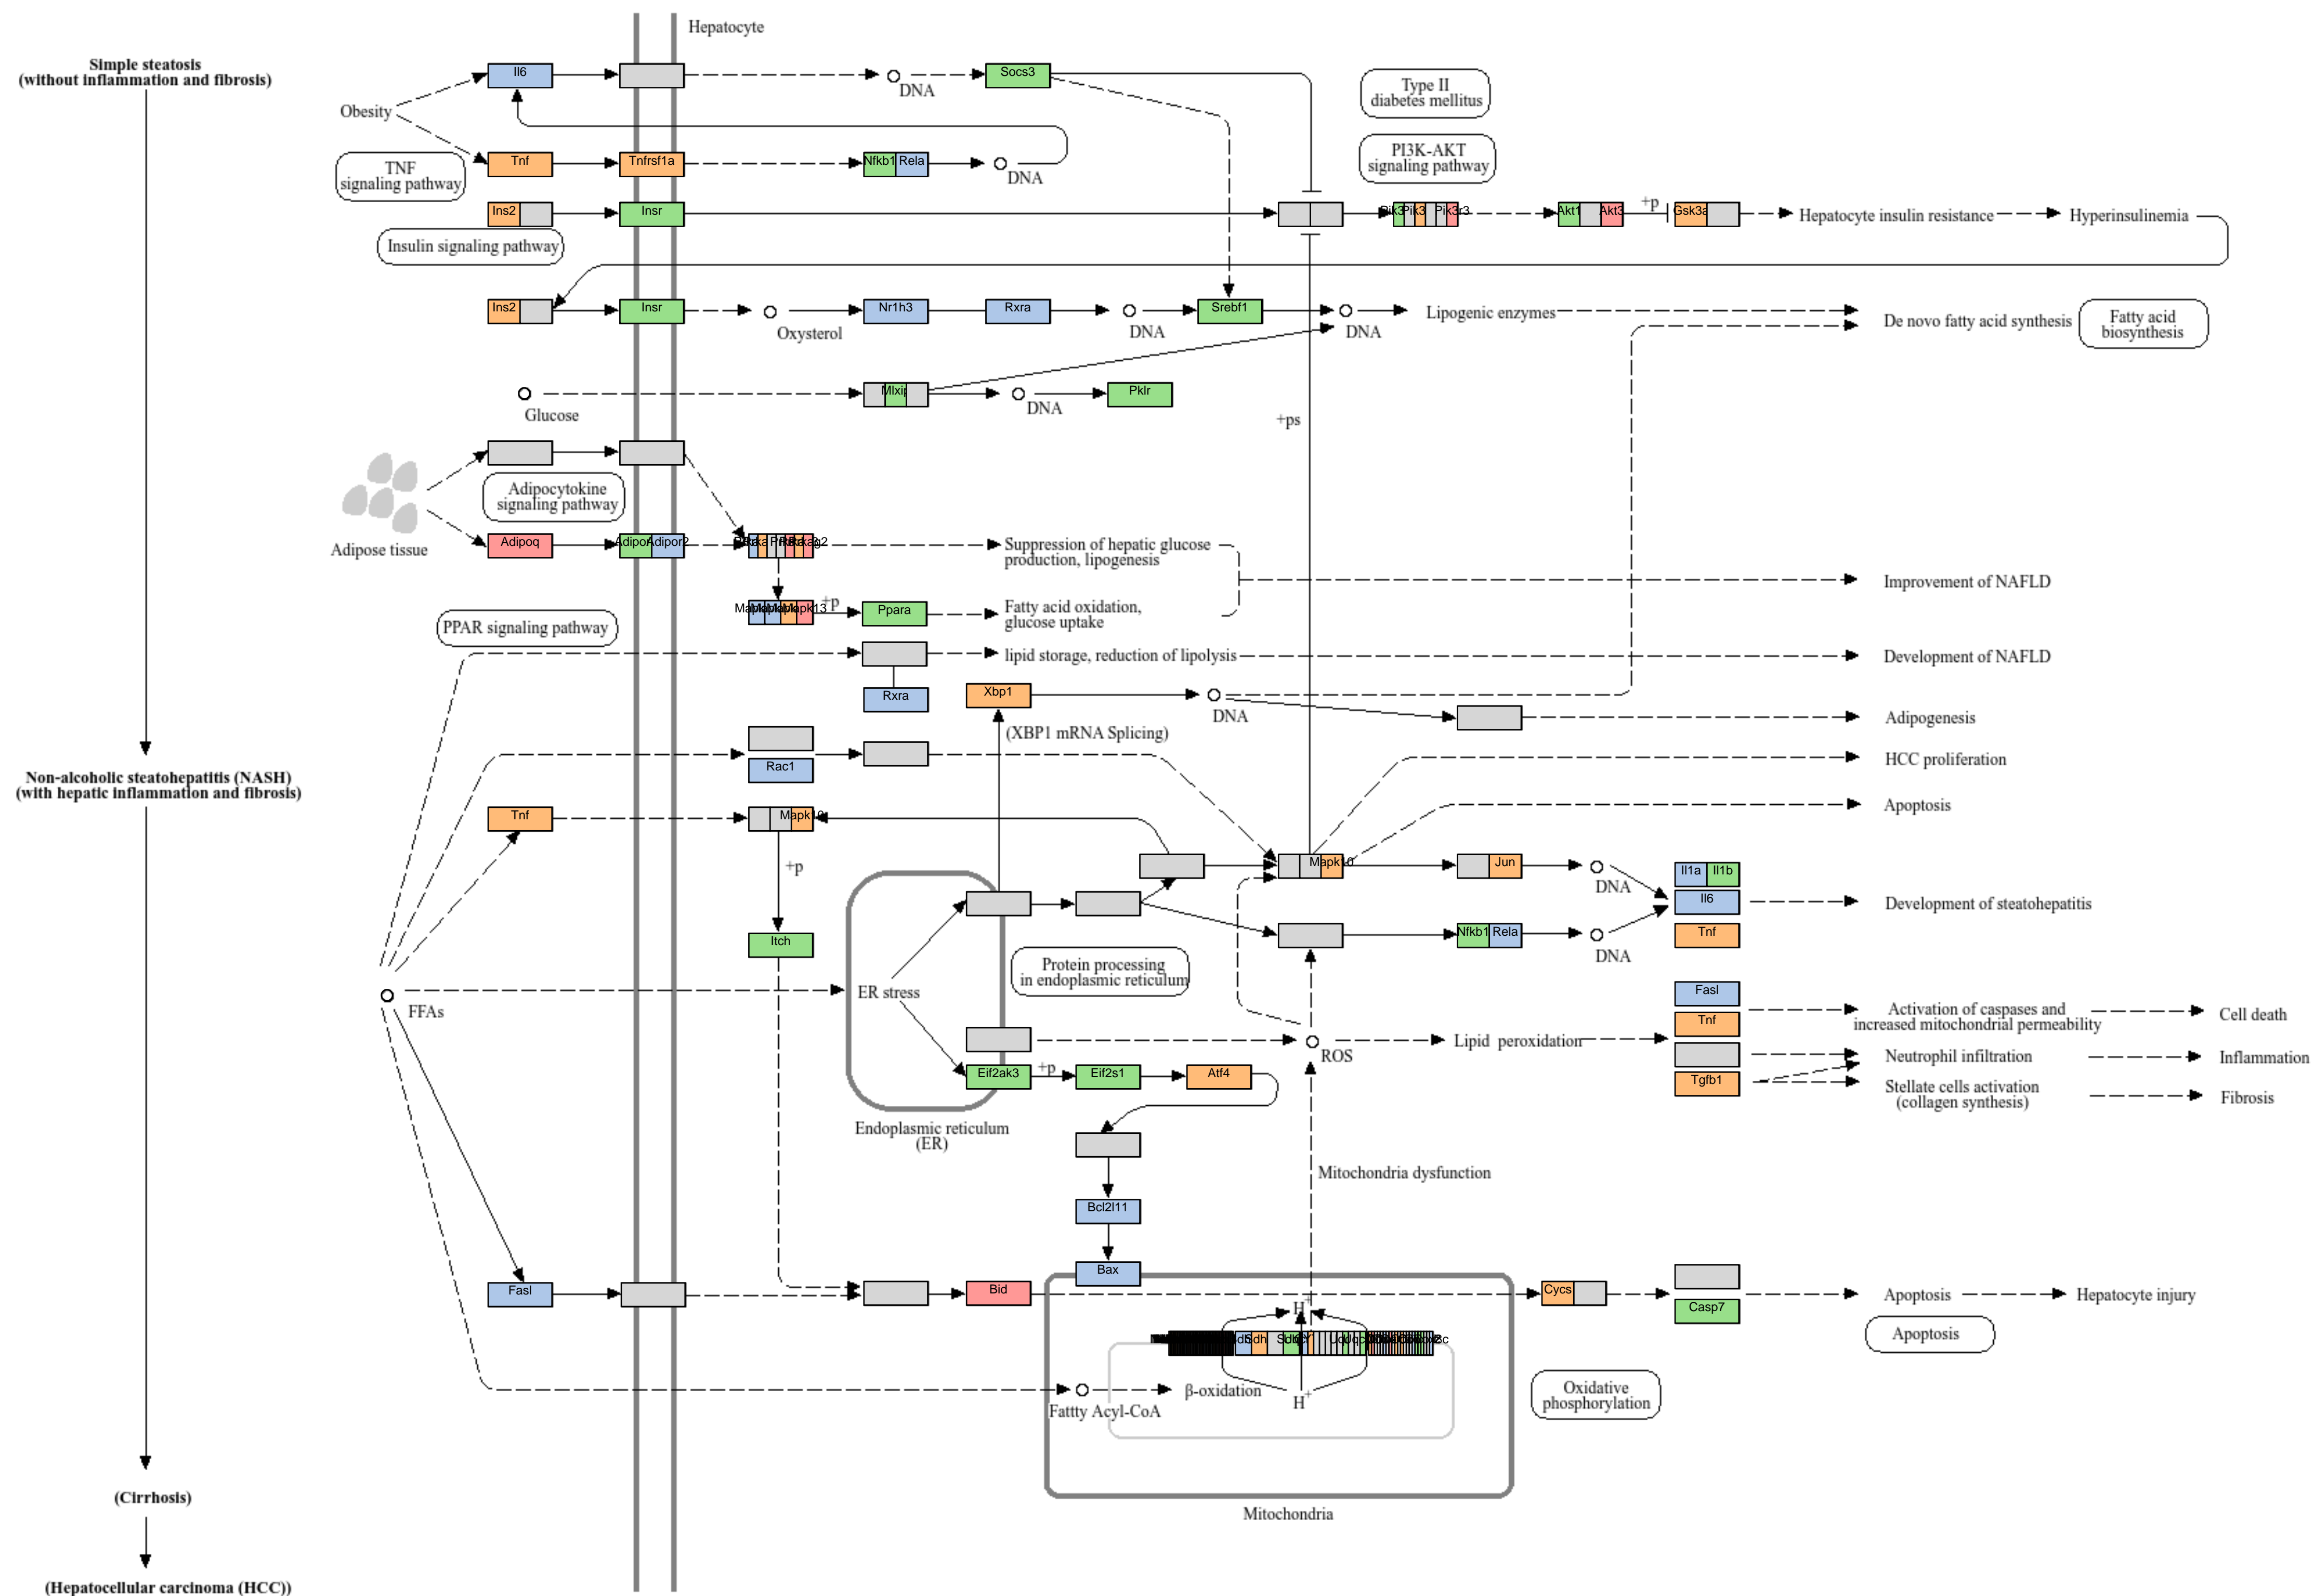 Hepatocyte
Simple steatosis
(without inflammation and fibrosis)
Il6
DNA
Socs3
Type II
diabetes mellitus
Obesity
TNF
signaling pathway
Tnf
Tnfrsf1a
Nfkb1
Rela
DNA
PI3K-AKT
signaling pathway
Ins2
Insr
Pik3r3
Akt1
Akt3
+p
Gsk3a
Hepatocyte insulin resistance
Hyperinsulinemia
Insulin signaling pathway
Ins2
Insr
Oxysterol
Nr1h3
Rxra
DNA
Srebf1
DNA
Lipogenic enzymes
De novo fatty acid synthesis
Fatty acid
biosynthesis
Glucose
Mlxip
DNA
Pklr
+ps
Adipocytokine
signaling pathway
Adipose tissue
Adipoq
Adipor2
Suppression of hepatic glucose
production, lipogenesis
Improvement of NAFLD
Mapk13
+p
Ppara
Fatty acid oxidation,
glucose uptake
PPAR signaling pathway
lipid storage, reduction of lipolysis
Development of NAFLD
Rxra
Xbp1
DNA
(XBP1 mRNA Splicing)
Adipogenesis
Rac1
HCC proliferation
Non-alcoholic steatohepatitis (NASH)
(with hepatic inflammation and fibrosis)
Apoptosis
Tnf
Mapk10
+p
Mapk10
Jun
DNA
Il1a
Il1b
Il6
Tnf
Development of steatohepatitis
Itch
Nfkb1
Rela
DNA
Protein processing
in endoplasmic reticulum
FFAs
ER stress
Fasl
Tnf
Activation of caspases and
increased mitochondrial permeability
Cell death
ROS
Lipid peroxidation
Neutrophil infiltration
Inflammation
Eif2ak3
+p
Eif2s1
Atf4
Tgfb1
Stellate cells activation
(collagen synthesis)
Fibrosis
Endoplasmic reticulum
(ER)
Mitochondria dysfunction
Bcl2l11
Bax
Fasl
Bid
Cycs
Casp7
Apoptosis
Hepatocyte injury
Apoptosis
H+
β-oxidation
H+
Fattty Acyl-CoA
Oxidative
phosphorylation
Mitochondria
(Cirrhosis)
(Hepatocellular carcinoma (HCC))